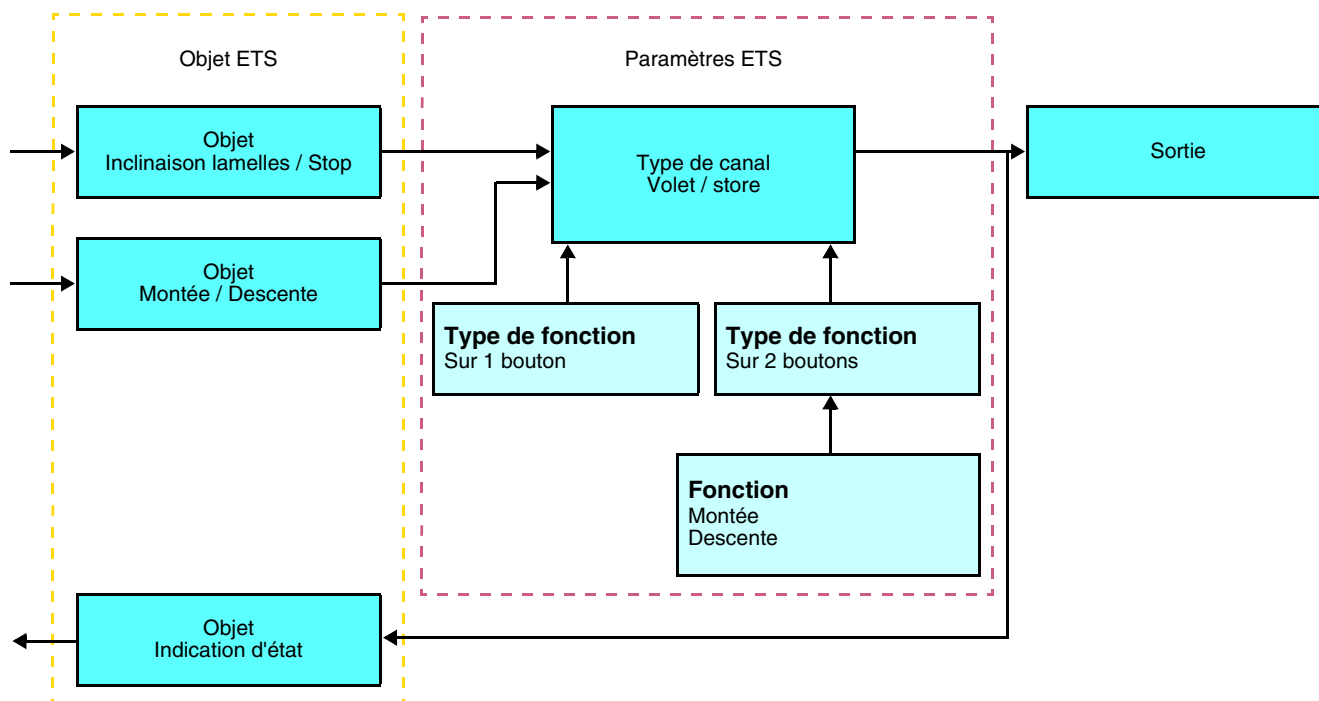 Objet ETS
Paramètres ETS
Objet
Inclinaison lamelles / Stop
Type de canal
Volet / store
Sortie
Objet
Montée / Descente
Type de fonction
Sur 1 bouton
Type de fonction
Sur 2 boutons
Fonction
Montée
Descente
Objet
Indication d'état